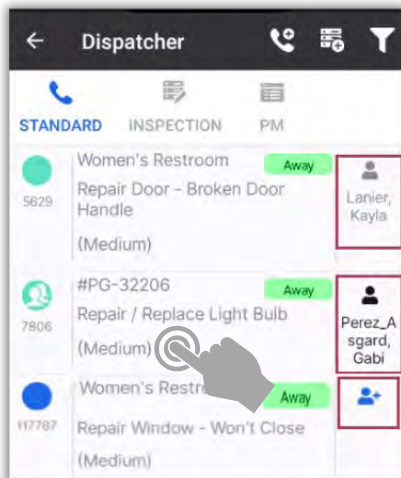 Dispatcher
STANDARD INSPECTION PM
Women's Restroom Away
5629 Repair Door - Broken Door
Handle
(Medium)
Lanier,
Kayla
#PG-32206 Away
7806 Repair / Replace Light Bulb
(Medium)
Perez_A
sgard,
Gabi
Women's Restr Away
117787 Repair Window - Won't Close
(Medium)